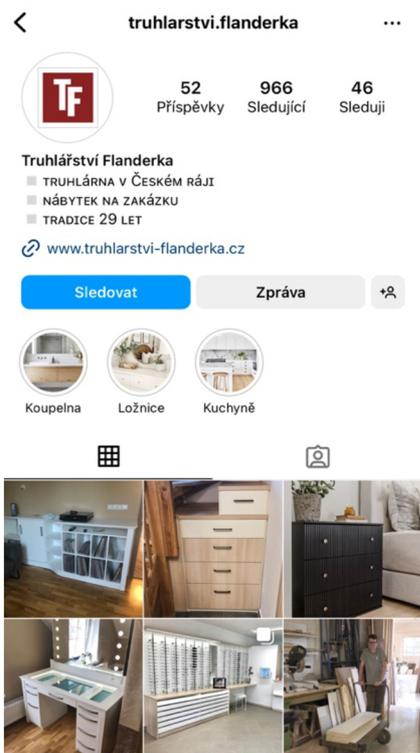 truhlarstvi.flanderka
TF
52 966 46
Příspěvky Sledující Sleduji
Truhlářství Flanderka
TRUHLÁRNA V ČESKÉM RÁJI
NÁBYTEK NA ZAKÁZKU
TRADICE 29 LET
www.truhlarstvi-flanderka.cz
Sledovat Zpráva
Koupelna Ložnice Kuchyně